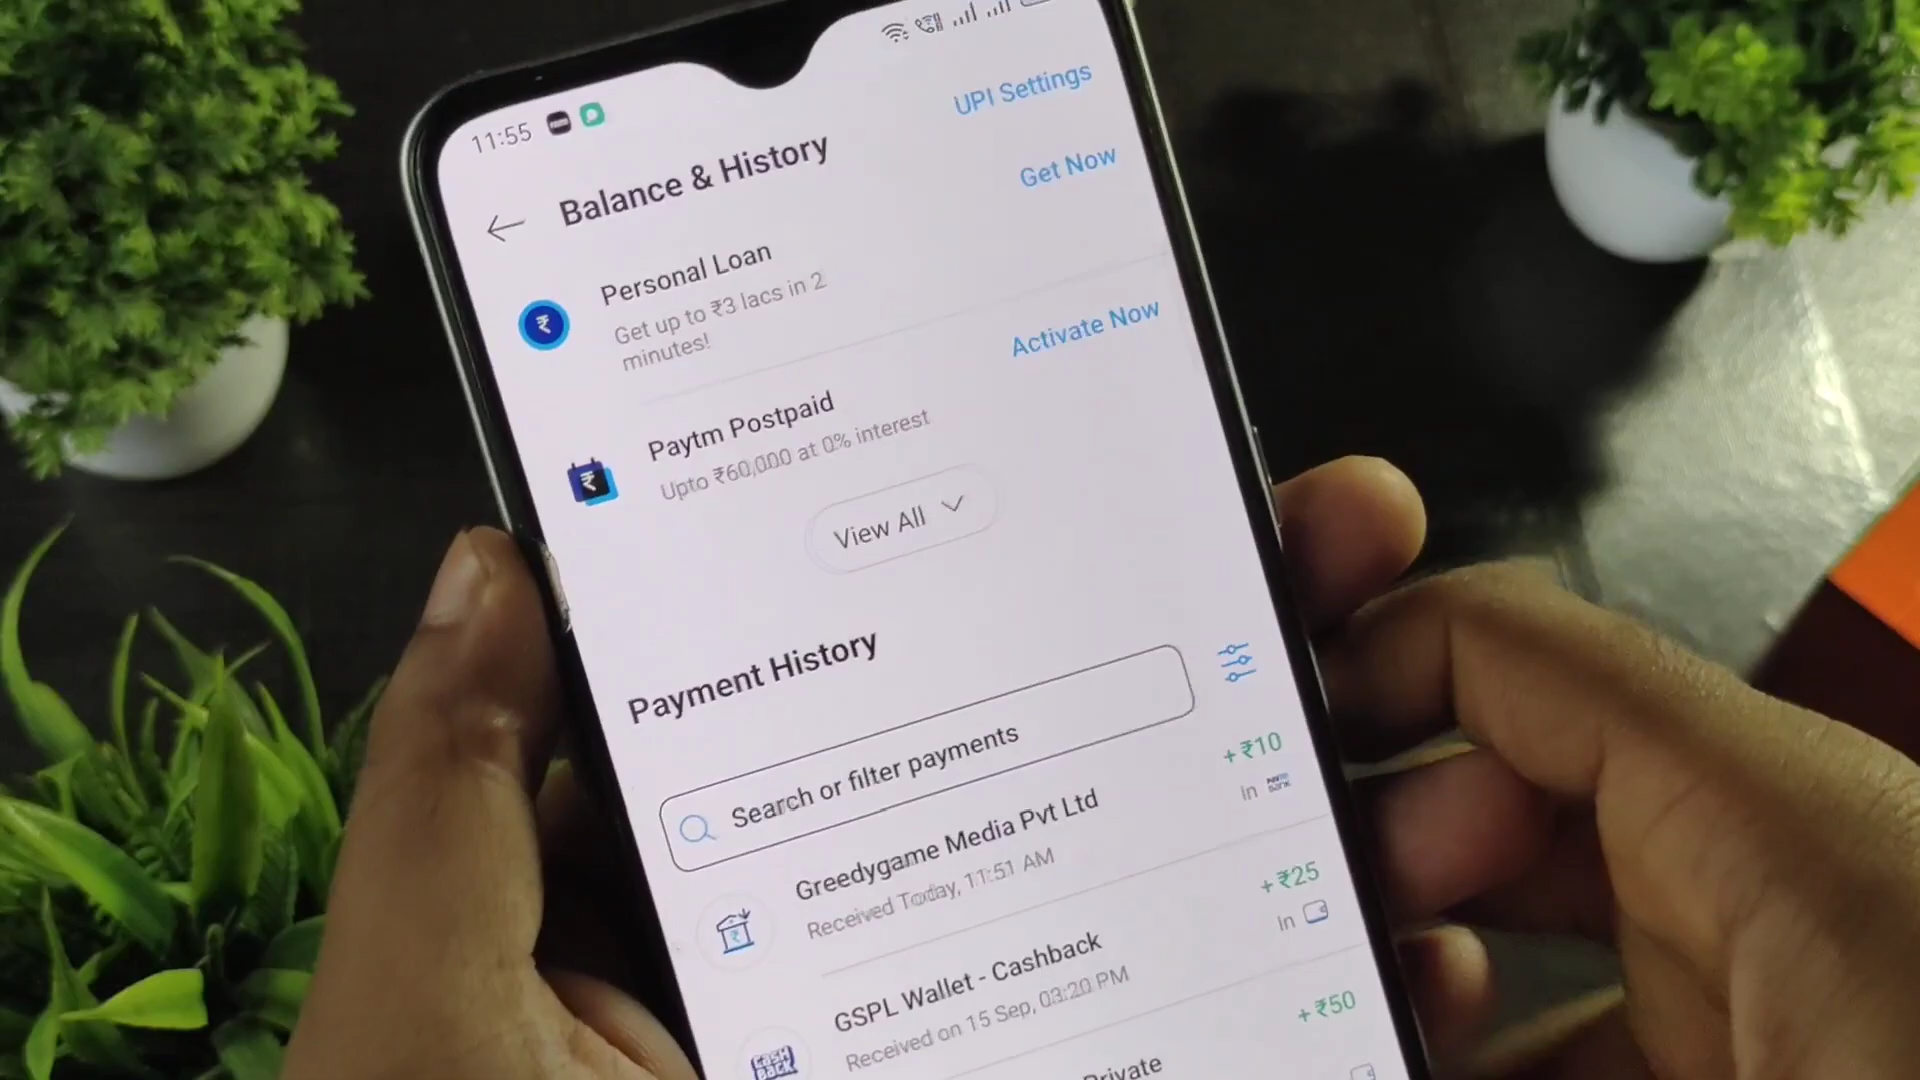 11:55
UPI Settings
Balance & History
Get Now
Personal Loan
Get up to ₹3 lacs in 2
minutes!
Activate Now
Paytm Postpaid
Upto ₹60,000 at 0% interest
View All
Payment History
Search or filter payments
Greedygame Media Pvt Ltd
+ ₹10
Received Today, 11:51 AM
In
GSPL Wallet - Cashback
+ ₹25
Received on 15 Sep, 03:20 PM
In
CASH
BACK
Private
+ ₹50